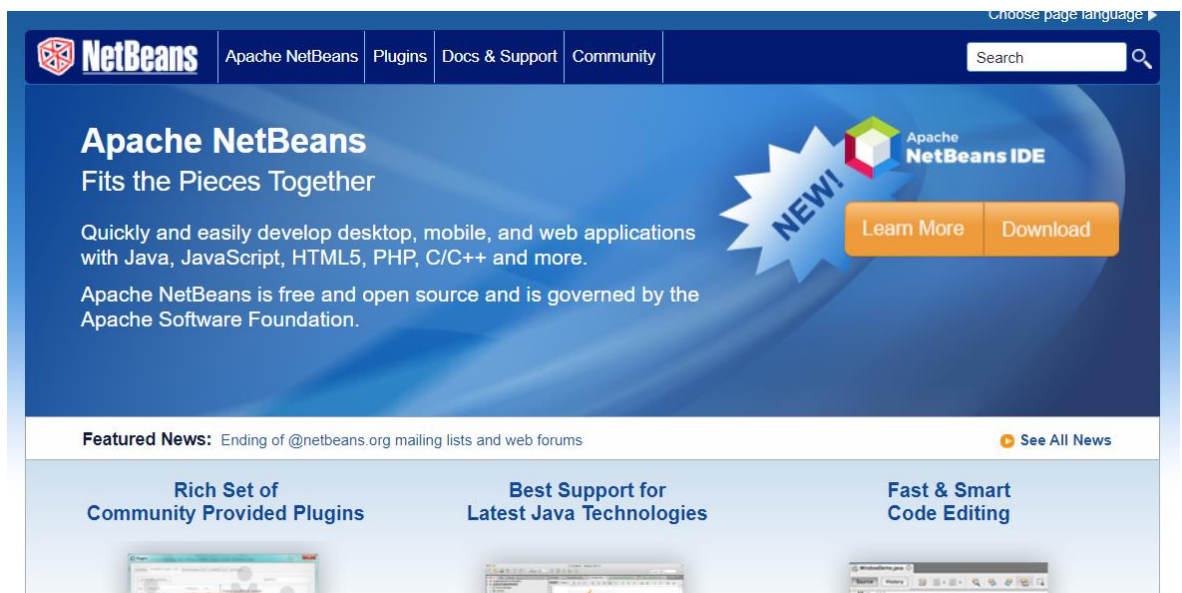 Choose page language
NetBeans
Apache NetBeans
Plugins
Docs & Support
Community
Search
Apache NetBeans
Fits the Pieces Together
Quickly and easily develop desktop, mobile, and web applications
with Java, JavaScript, HTML5, PHP, C/C++ and more.
Apache NetBeans is free and open source and is governed by the
Apache Software Foundation.
NEW!
Apache
NetBeans IDE
Learn More
Download
Featured News: Ending of @netbeans.org mailing lists and web forums
See All News
Rich Set of
Community Provided Plugins
Best Support for
Latest Java Technologies
Fast & Smart
Code Editing
WindowDemo.java
Source
History